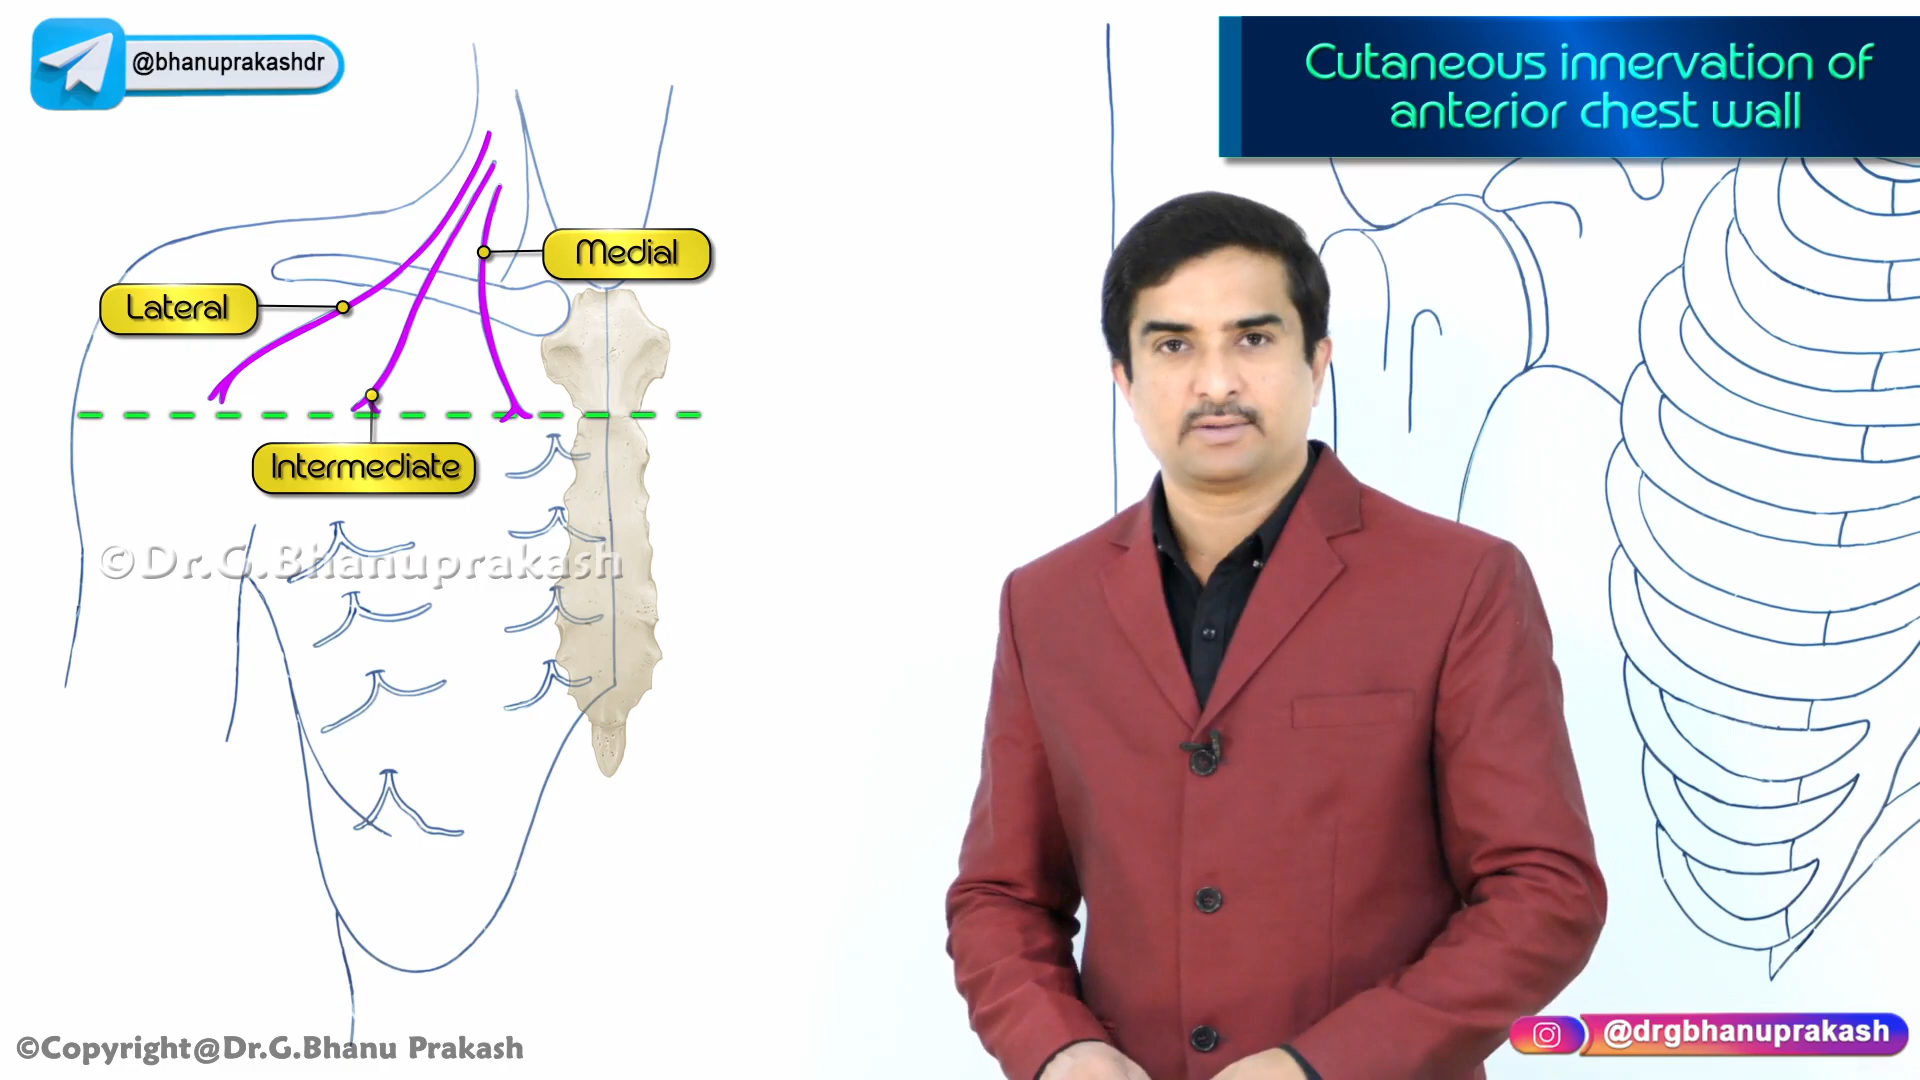 @bhanuprakashdr
Cutaneous innervation of
anterior chest wall
Medial
Lateral
Intermediate
©Dr.G.Bhanuprakash
©Copyright@Dr.G.Bhanu Prakash
@drgbhanuprakash